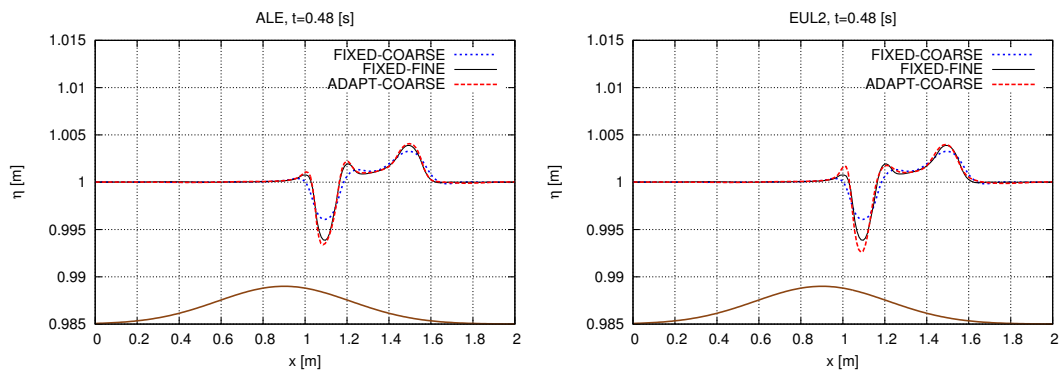 ALE, t=0.48 [s]
1.015
1.01
1.005
1
0.995
0.99
0.985
η [m]
FIXED-COARSE
FIXED-FINE
ADAPT-COARSE
0 0.2 0.4 0.6 0.8 1 1.2 1.4 1.6 1.8 2
x [m]
EUL2, t=0.48 [s]
1.015
1.01
1.005
1
0.995
0.99
0.985
η [m]
FIXED-COARSE
FIXED-FINE
ADAPT-COARSE
0 0.2 0.4 0.6 0.8 1 1.2 1.4 1.6 1.8 2
x [m]